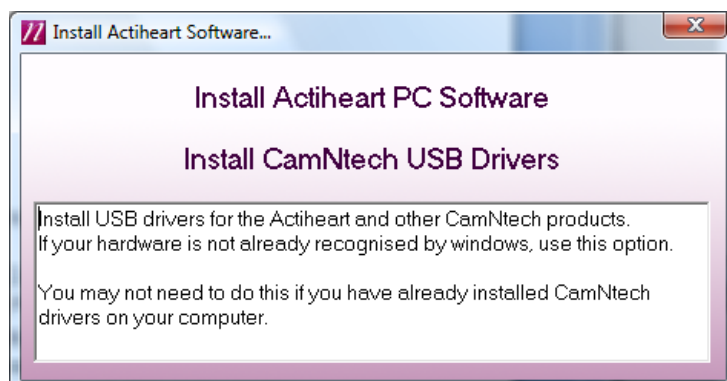 Install Actiheart Software...
Install Actiheart PC Software
Install CamNtech USB Drivers
Install USB drivers for the Actiheart and other CamNtech products.
If your hardware is not already recognised by windows, use this option.
You may not need to do this if you have already installed CamNtech
drivers on your computer.